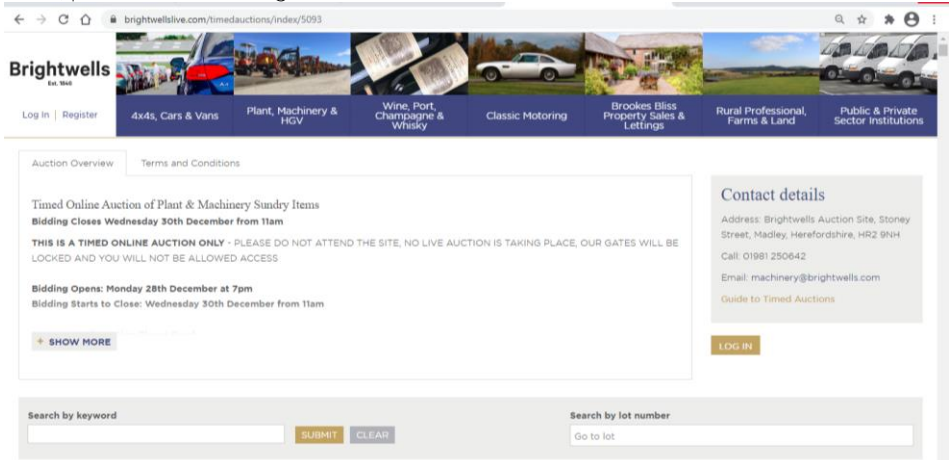 brightwellslive.com/timedauctions/index/5093
Brightwells
Est. 1846
Log In | Register
4x4s, Cars & Vans
Plant, Machinery &
HGV
Wine, Port,
Champagne &
Whisky
Classic Motoring
Brookes Bliss
Property Sales &
Lettings
Rural Professional,
Farms & Land
Public & Private
Sector Institutions
Auction Overview
Terms and Conditions
Timed Online Auction of Plant & Machinery Sundry Items
Bidding Closes Wednesday 30th December from 11am
THIS IS A TIMED ONLINE AUCTION ONLY - PLEASE DO NOT ATTEND THE SITE, NO LIVE AUCTION IS TAKING PLACE, OUR GATES WILL BE
LOCKED AND YOU WILL NOT BE ALLOWED ACCESS
Bidding Opens: Monday 28th December at 7pm
Bidding Starts to Close: Wednesday 30th December from 11am
+ SHOW MORE
Contact details
Address: Brightwells Auction Site, Stoney
Street, Madley, Herefordshire, HR2 9NH
Call: 01981 250642
Email: machinery@brightwells.com
Guide to Timed Auctions
LOG IN
Search by keyword
SUBMIT
CLEAR
Search by lot number
Go to lot